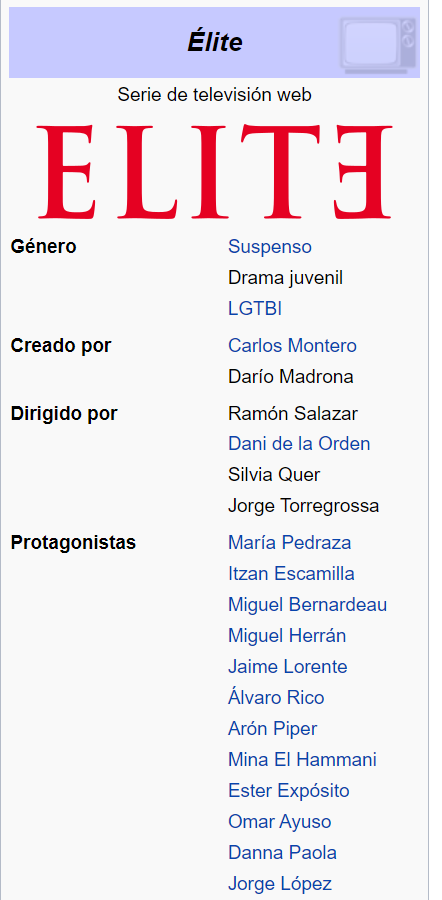 Élite
Serie de televisión web
ELITE
Género Suspenso
Drama juvenil
LGTBI
Creado por Carlos Montero
Darío Madrona
Dirigido por Ramón Salazar
Dani de la Orden
Silvia Quer
Jorge Torregrossa
Protagonistas María Pedraza
Itzan Escamilla
Miguel Bernardeau
Miguel Herrán
Jaime Lorente
Álvaro Rico
Arón Piper
Mina El Hammani
Ester Expósito
Omar Ayuso
Danna Paola
Jorge López